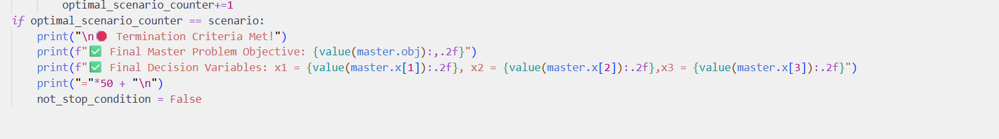 optimal_scenario_counter+=1
if optimal_scenario_counter == scenario:
print("\n🛑 Termination Criteria Met!")
print(f"✅ Final Master Problem Objective: {value(master.obj):,.2f}")
print(f"✅ Final Decision Variables: x1 = {value(master.x[1]):.2f}, x2 = {value(master.x[2]):.2f},x3 = {value(master.x[3]):.2f}")
print("="*50 + "\n")
not_stop_condition = False